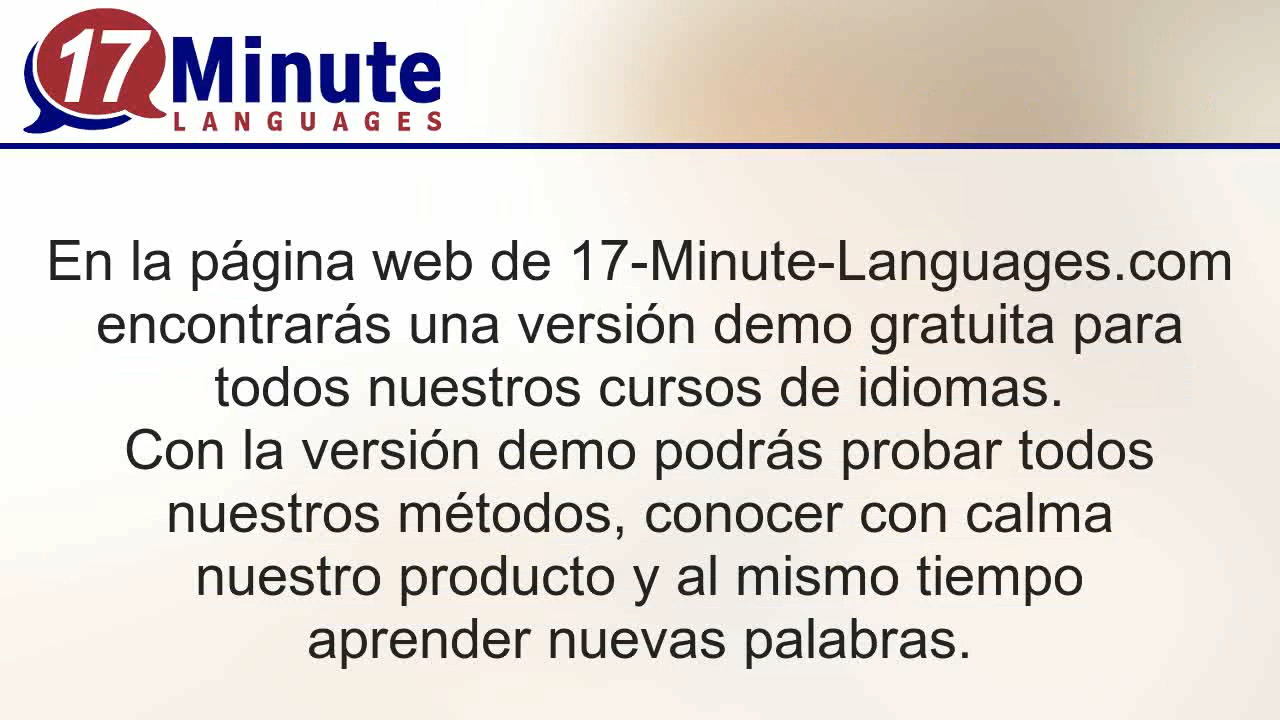 17 Minute
LANGUAGES
En la página web de 17-Minute-Languages.com
encontrarás una versión demo gratuita para
todos nuestros cursos de idiomas.
Con la versión demo podrás probar todos
nuestros métodos, conocer con calma
nuestro producto y al mismo tiempo
aprender nuevas palabras.